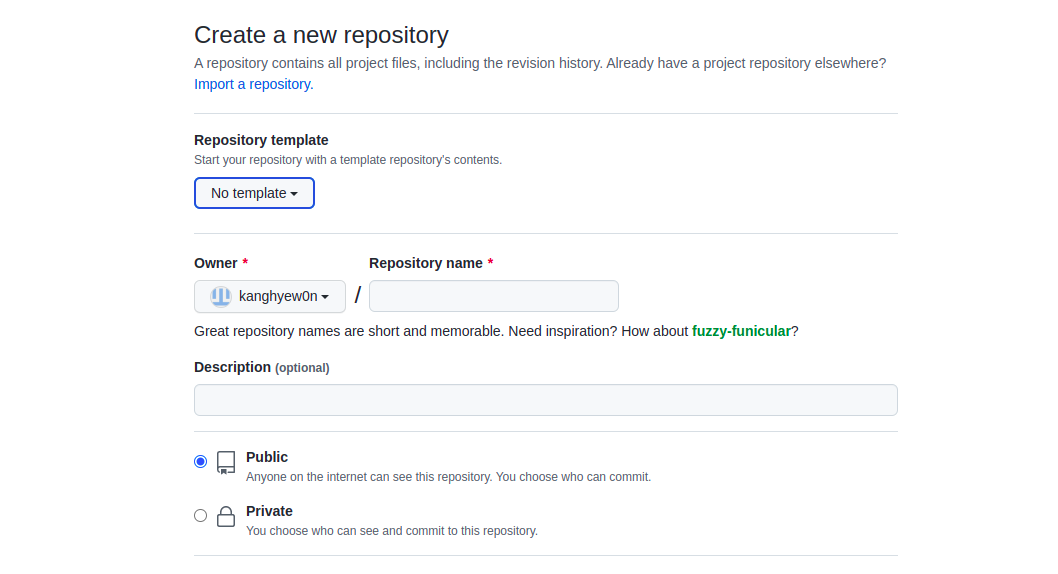 Create a new repository
A repository contains all project files, including the revision history. Already have a project repository elsewhere?
Import a repository.
Repository template
Start your repository with a template repository's contents.
No template
Owner * Repository name *
kanghyew0n /
Great repository names are short and memorable. Need inspiration? How about fuzzy-funicular?
Description (optional)
Public
Anyone on the internet can see this repository. You choose who can commit.
Private
You choose who can see and commit to this repository.